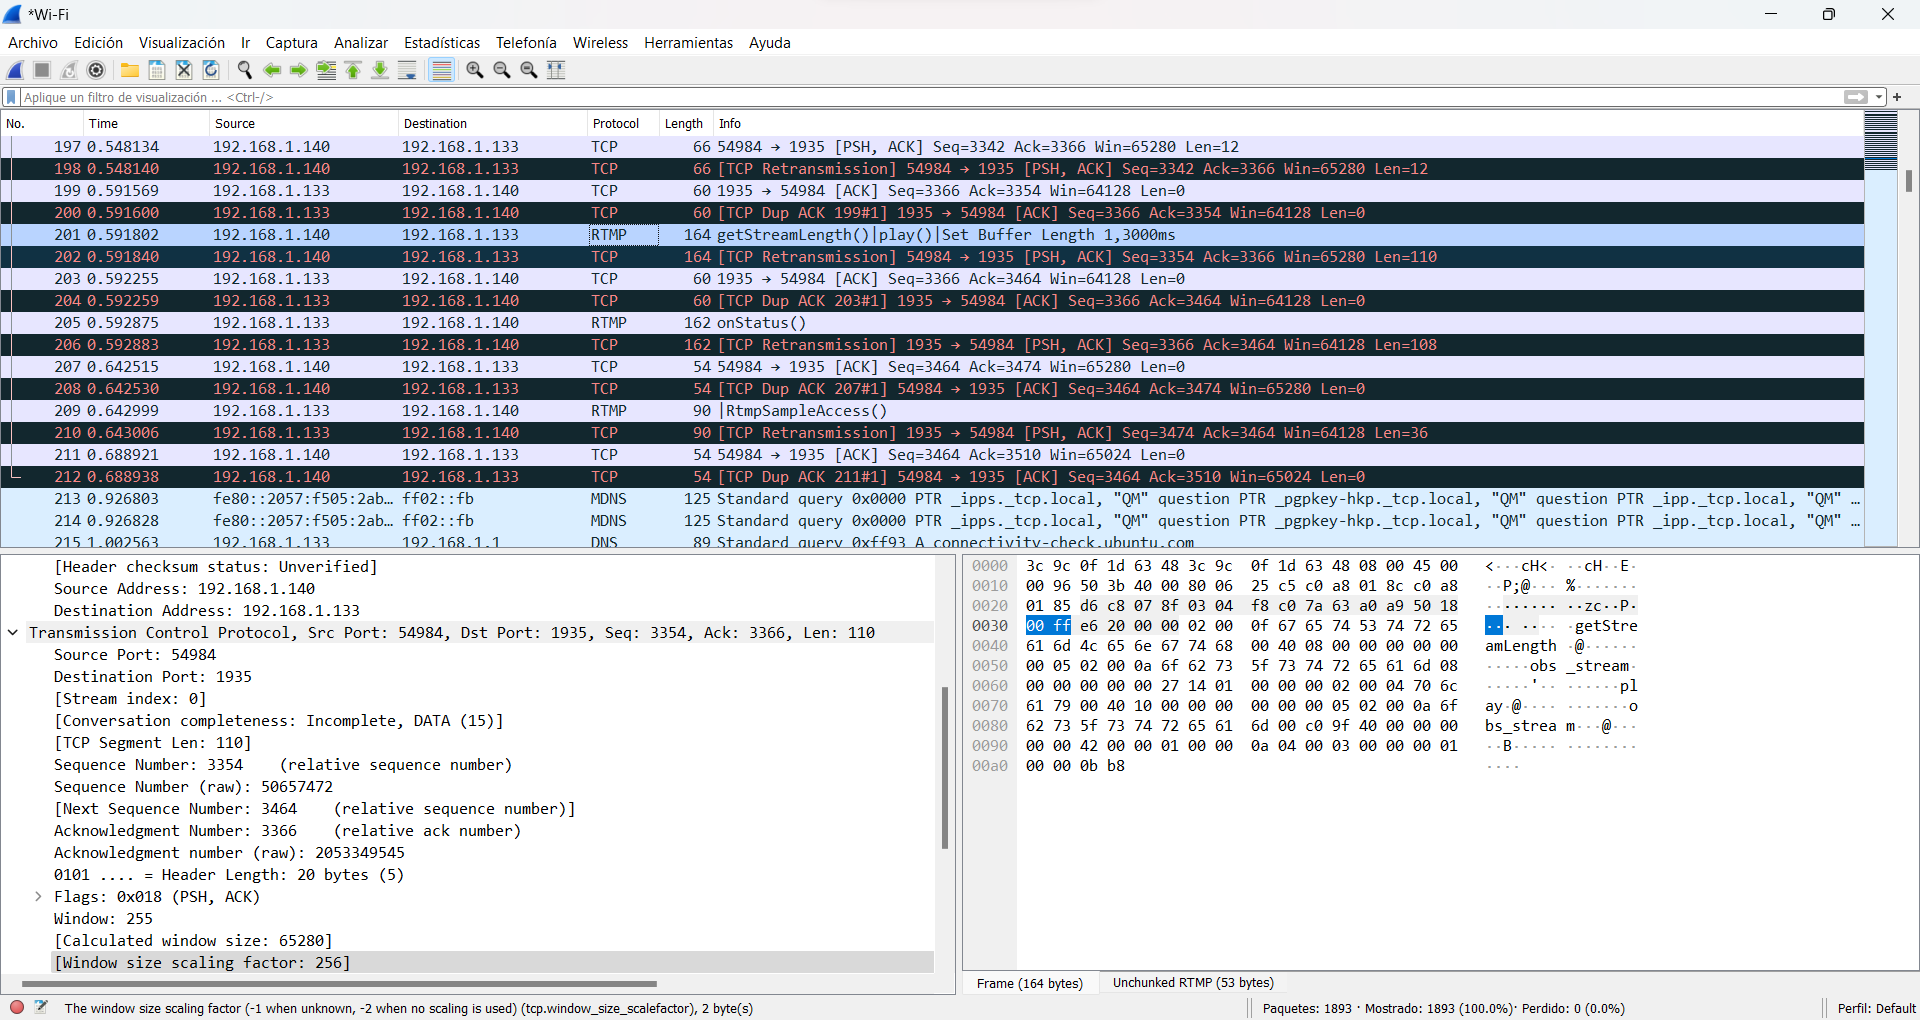 *Wi-Fi
Archivo Edición Visualización Ir Captura Analizar Estadísticas Telefonía Wireless Herramientas Ayuda
Aplique un filtro de visualización ... <Ctrl-/>
No. Time Source Destination Protocol Length Info
197 0.548134 192.168.1.140 192.168.1.133 TCP 66 54984 → 1935 [PSH, ACK] Seq=3342 Ack=3366 Win=65280 Len=12
198 0.548140 192.168.1.140 192.168.1.133 TCP 66 [TCP Retransmission] 54984 → 1935 [PSH, ACK] Seq=3342 Ack=3366 Win=65280 Len=12
199 0.591569 192.168.1.133 192.168.1.140 TCP 60 1935 → 54984 [ACK] Seq=3366 Ack=3354 Win=64128 Len=0
200 0.591600 192.168.1.133 192.168.1.140 TCP 60 [TCP Dup ACK 199#1] 1935 → 54984 [ACK] Seq=3366 Ack=3354 Win=64128 Len=0
201 0.591802 192.168.1.140 192.168.1.133 RTMP 164 getStreamLength()|play()|Set Buffer Length 1,3000ms
202 0.591840 192.168.1.140 192.168.1.133 TCP 164 [TCP Retransmission] 54984 → 1935 [PSH, ACK] Seq=3354 Ack=3366 Win=65280 Len=110
203 0.592255 192.168.1.133 192.168.1.140 TCP 60 1935 → 54984 [ACK] Seq=3366 Ack=3464 Win=64128 Len=0
204 0.592259 192.168.1.133 192.168.1.140 TCP 60 [TCP Dup ACK 203#1] 1935 → 54984 [ACK] Seq=3366 Ack=3464 Win=64128 Len=0
205 0.592875 192.168.1.133 192.168.1.140 RTMP 162 onStatus()
206 0.592883 192.168.1.133 192.168.1.140 TCP 162 [TCP Retransmission] 1935 → 54984 [PSH, ACK] Seq=3366 Ack=3464 Win=64128 Len=108
207 0.642515 192.168.1.140 192.168.1.133 TCP 54 54984 → 1935 [ACK] Seq=3464 Ack=3474 Win=65280 Len=0
208 0.642530 192.168.1.140 192.168.1.133 TCP 54 [TCP Dup ACK 207#1] 54984 → 1935 [ACK] Seq=3464 Ack=3474 Win=65280 Len=0
209 0.642999 192.168.1.133 192.168.1.140 RTMP 90 |RtmpSampleAccess()
210 0.643006 192.168.1.133 192.168.1.140 TCP 90 [TCP Retransmission] 1935 → 54984 [PSH, ACK] Seq=3474 Ack=3464 Win=64128 Len=36
211 0.688921 192.168.1.140 192.168.1.133 TCP 54 54984 → 1935 [ACK] Seq=3464 Ack=3510 Win=65024 Len=0
212 0.688938 192.168.1.140 192.168.1.133 TCP 54 [TCP Dup ACK 211#1] 54984 → 1935 [ACK] Seq=3464 Ack=3510 Win=65024 Len=0
213 0.926803 fe80::2057:f505:2ab… ff02::fb MDNS 125 Standard query 0x0000 PTR _ipps._tcp.local, "QM" question PTR _pgpkey-hkp._tcp.local, "QM" question PTR _ipp._tcp.local, "QM" …
214 0.926828 fe80::2057:f505:2ab… ff02::fb MDNS 125 Standard query 0x0000 PTR _ipps._tcp.local, "QM" question PTR _pgpkey-hkp._tcp.local, "QM" question PTR _ipp._tcp.local, "QM" …
215 1.002563 192.168.1.133 192.168.1.1 DNS 89 Standard query 0xff93 A connectivity-check.ubuntu.com
[Header checksum status: Unverified]
Source Address: 192.168.1.140
Destination Address: 192.168.1.133
Transmission Control Protocol, Src Port: 54984, Dst Port: 1935, Seq: 3354, Ack: 3366, Len: 110
Source Port: 54984
Destination Port: 1935
[Stream index: 0]
[Conversation completeness: Incomplete, DATA (15)]
[TCP Segment Len: 110]
Sequence Number: 3354 (relative sequence number)
Sequence Number (raw): 50657472
[Next Sequence Number: 3464 (relative sequence number)]
Acknowledgment Number: 3366 (relative ack number)
Acknowledgment number (raw): 2053349545
0101 .... = Header Length: 20 bytes (5)
Flags: 0x018 (PSH, ACK)
Window: 255
[Calculated window size: 65280]
[Window size scaling factor: 256]
0000 3c 9c 0f 1d 63 48 3c 9c 0f 1d 63 48 08 00 45 00 <···cH<· ··cH··E·
0010 00 96 50 3b 40 00 80 06 25 c5 c0 a8 01 8c c0 a8 ··P;@··· %·······
0020 01 85 d6 c8 07 8f 03 04 f8 c0 7a 63 a0 a9 50 18 ········ ··zc··P·
0030 00 ff e6 20 00 00 02 00 0f 67 65 74 53 74 72 65 ··· ···· ·getStre
0040 61 6d 4c 65 6e 67 74 68 00 40 08 00 00 00 00 00 amLength ·@······
0050 00 05 02 00 0a 6f 62 73 5f 73 74 72 65 61 6d 08 ·····obs _stream·
0060 00 00 00 00 00 27 14 01 00 00 00 02 00 04 70 6c ·····'·· ······pl
0070 61 79 00 40 10 00 00 00 00 00 00 05 02 00 0a 6f ay·@···· ·······o
0080 62 73 5f 73 74 72 65 61 6d 00 c0 9f 40 00 00 00 bs_strea m···@···
0090 00 00 42 00 00 01 00 00 0a 04 00 03 00 00 00 01 ··B····· ········
00a0 00 00 0b b8 ····
Frame (164 bytes) Unchunked RTMP (53 bytes)
The window size scaling factor (-1 when unknown, -2 when no scaling is used) (tcp.window_size_scalefactor), 2 byte(s)
Paquetes: 1893 · Mostrado: 1893 (100.0%) · Perdido: 0 (0.0%)
Perfil: Default